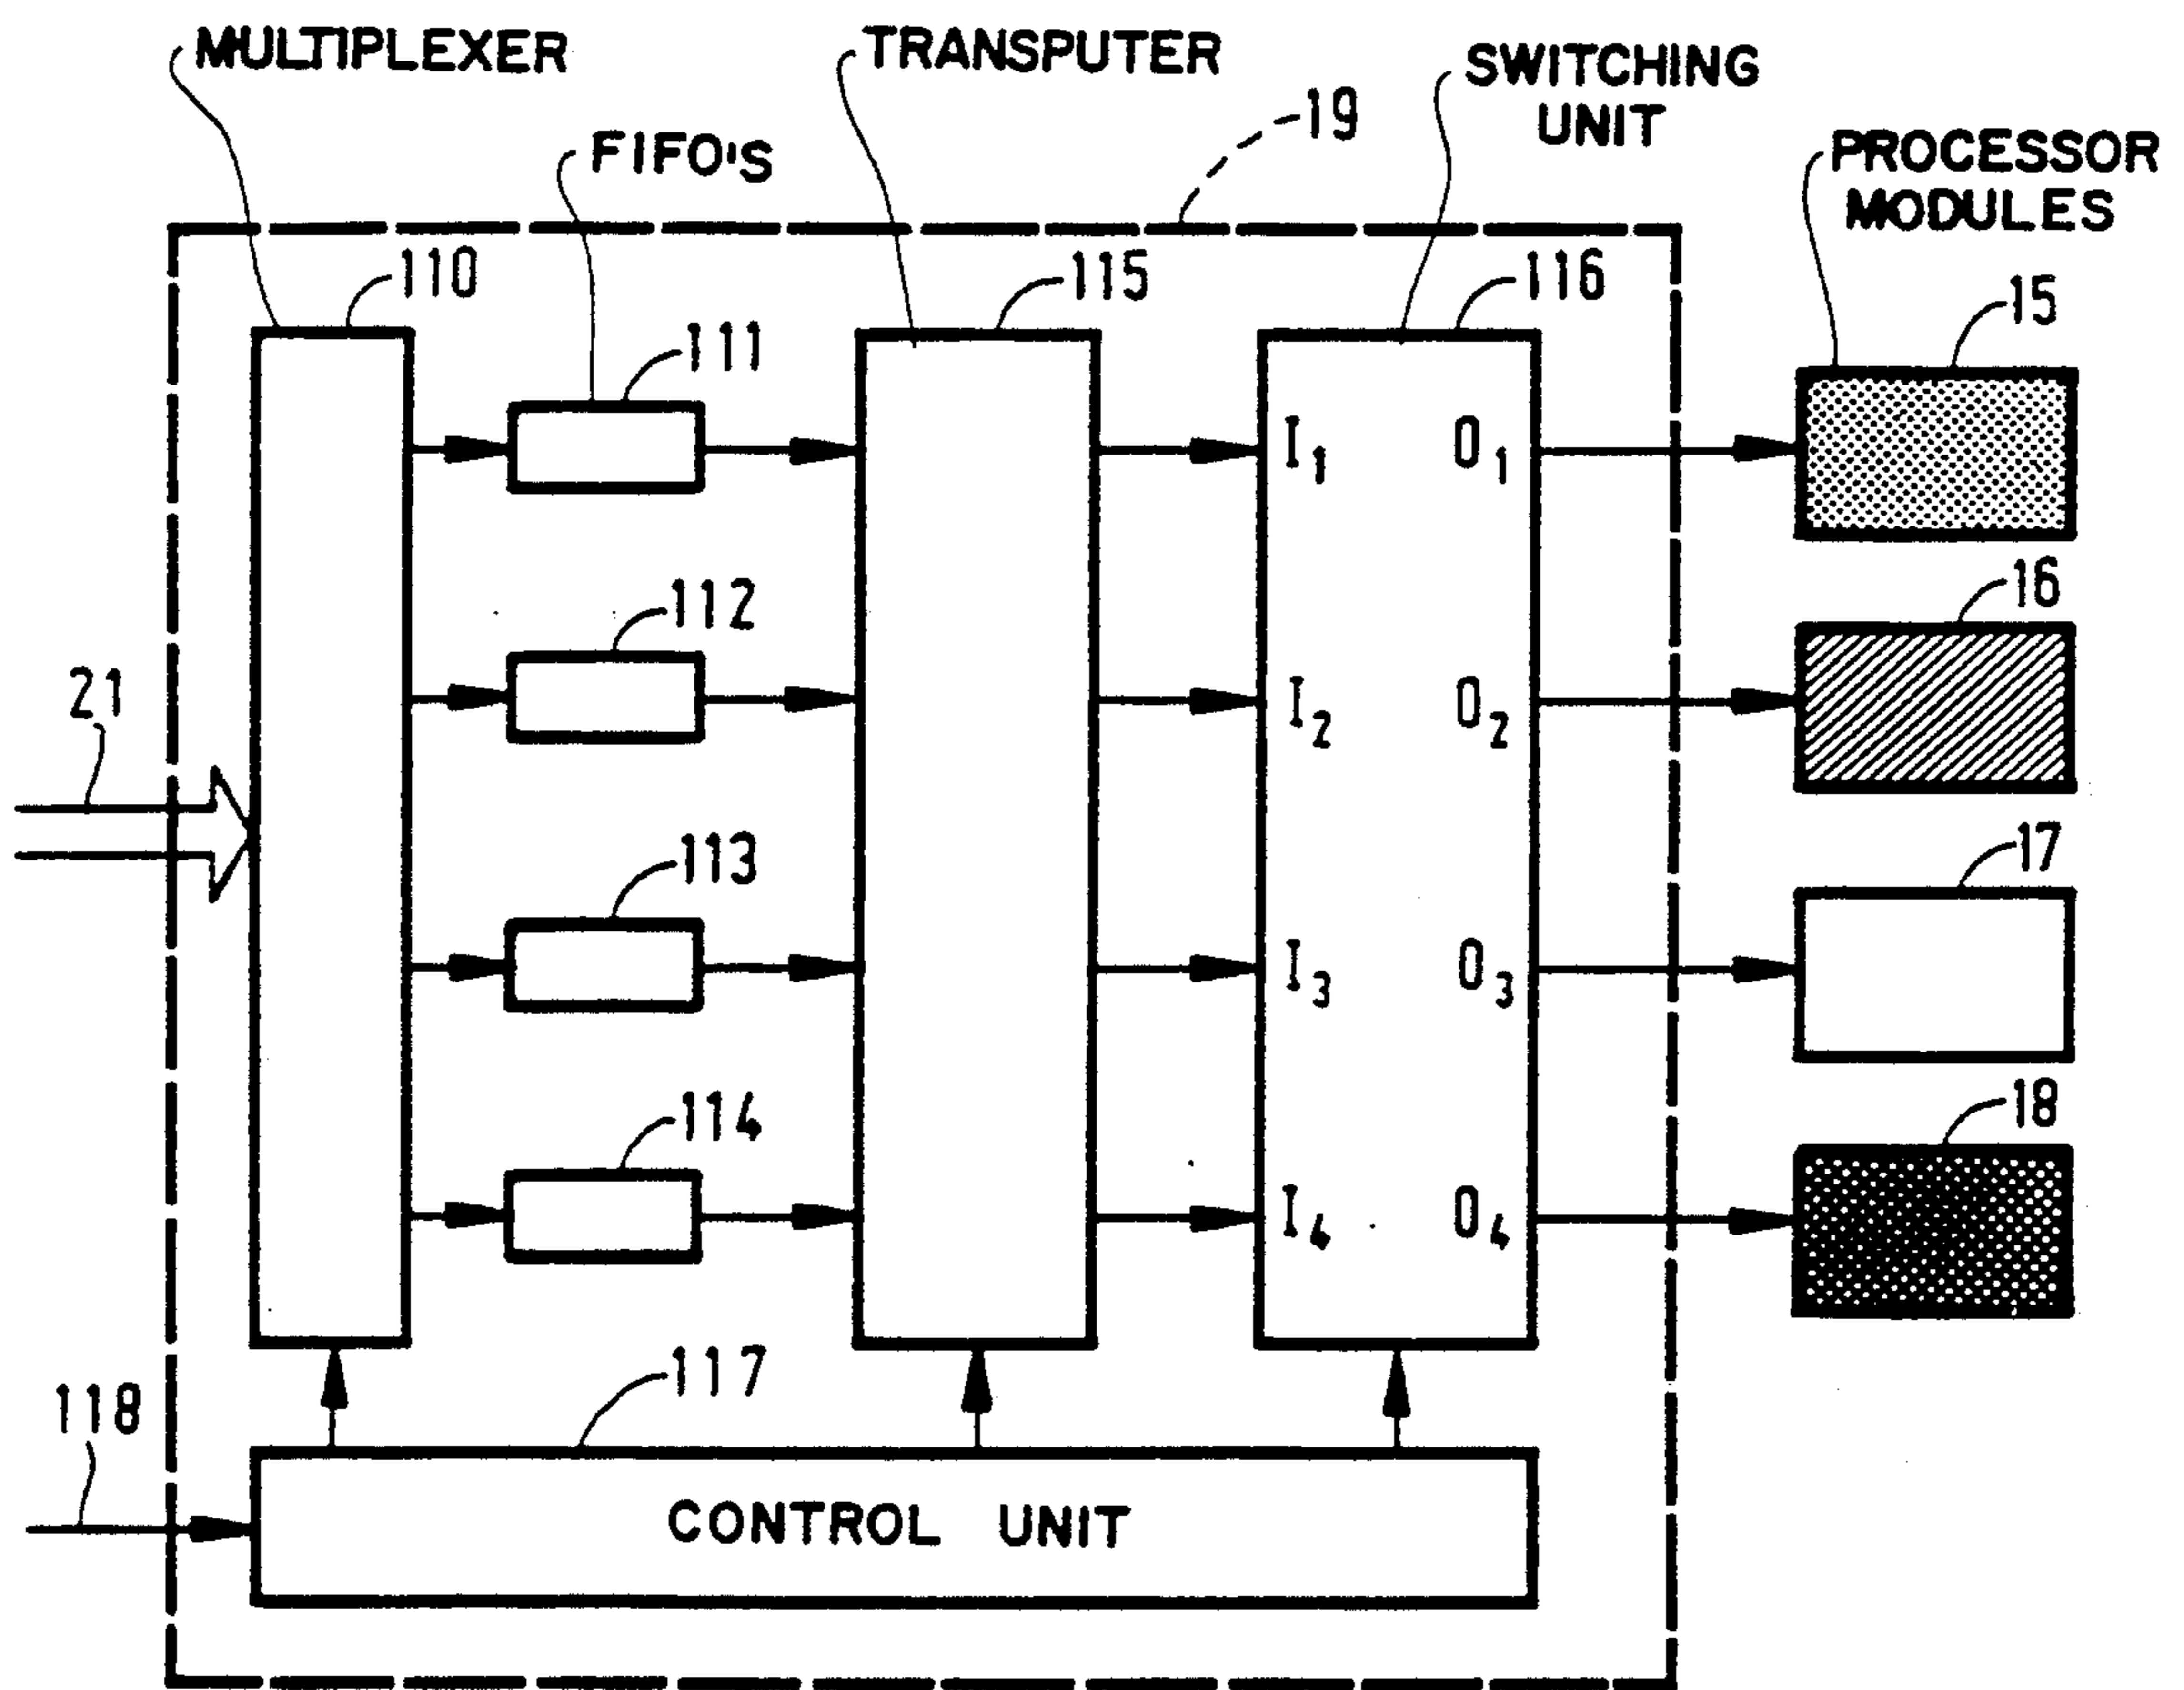 MULTIPLEXER
TRANSPUTER
SWITCHING
UNIT
FIFO'S
19
PROCESSOR
MODULES
110
115
116
15
111
I1
O1
112
16
21
I2
O2
113
17
I3
O3
114
18
I4
O4
117
118
CONTROL UNIT